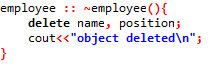 employee :: ~employee(){
delete name, position;
cout<<"object deleted\n";
}